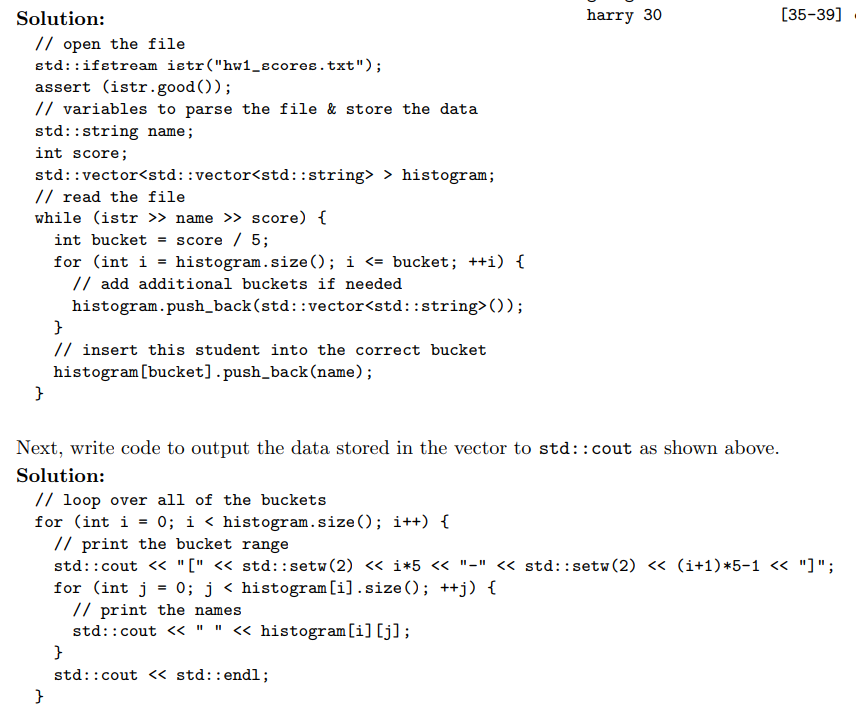 Solution:
harry 30 [35-39]
// open the file
std::ifstream istr("hw1_scores.txt");
assert (istr.good());
// variables to parse the file & store the data
std::string name;
int score;
std::vector<std::vector<std::string> > histogram;
// read the file
while (istr >> name >> score) {
int bucket = score / 5;
for (int i = histogram.size(); i <= bucket; ++i) {
// add additional buckets if needed
histogram.push_back(std::vector<std::string>());
}
// insert this student into the correct bucket
histogram[bucket].push_back(name);
}
Next, write code to output the data stored in the vector to std::cout as shown above.
Solution:
// loop over all of the buckets
for (int i = 0; i < histogram.size(); i++) {
// print the bucket range
std::cout << "[" << std::setw(2) << i*5 << "-" << std::setw(2) << (i+1)*5-1 << "]";
for (int j = 0; j < histogram[i].size(); ++j) {
// print the names
std::cout << " " << histogram[i][j];
}
std::cout << std::endl;
}